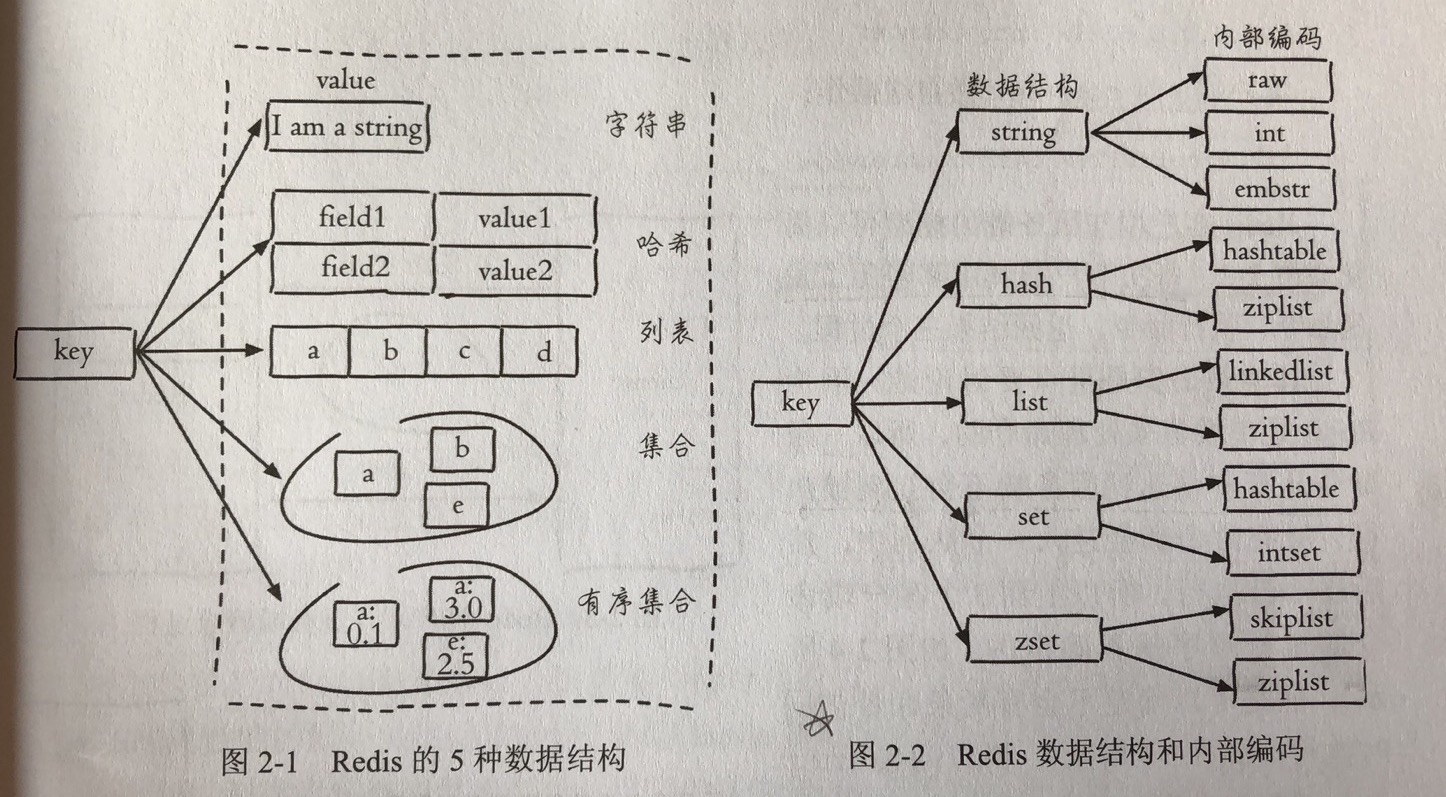 value
I am a string
字符串
field1 value1
哈希
field2 value2
列表
key
a b c d
集合
a
b
e
有序集合
a:
0.1
a:
3.0
e:
2.5
图 2-1 Redis 的 5 种数据结构
内部编码
数据结构
raw
string
int
embstr
hashtable
hash
ziplist
linkedlist
key
list
ziplist
hashtable
set
intset
skiplist
zset
ziplist
图 2-2 Redis 数据结构和内部编码